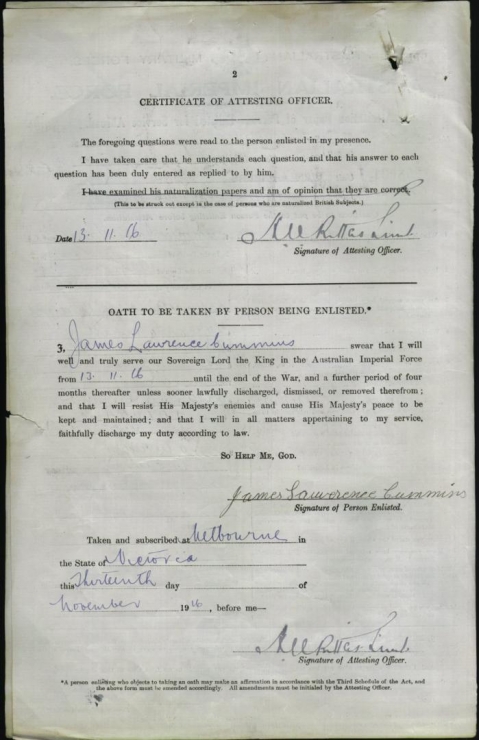 2
CERTIFICATE OF ATTESTING OFFICER.
The foregoing questions were read to the person enlisted in my presence.
I have taken care that he understands each question, and that his answer to each
question has been duly entered as replied to by him.
I have examined his naturalization papers and am of opinion that they are correct.
(This to be struck out except in the case of persons who are naturalized British Subjects.)
Date 13. 11. 16
Signature of Attesting Officer.
OATH TO BE TAKEN BY PERSON BEING ENLISTED.*
I, James Lawrence Cummins swear that I will
well and truly serve our Sovereign Lord the King in the Australian Imperial Force
from 13. 11. 16 until the end of the War, and a further period of four
months thereafter unless sooner lawfully discharged, dismissed, or removed therefrom;
and that I will resist His Majesty's enemies and cause His Majesty's peace to be
kept and maintained; and that I will in all matters appertaining to my service,
faithfully discharge my duty according to law.
SO HELP ME, GOD.
James Lawrence Cummins
Signature of Person Enlisted.
Taken and subscribed at Melbourne in
the State of Victoria
this Thirteenth day of
November 1916, before me—
Signature of Attesting Officer.
*A person enlisting who objects to taking an oath may make an affirmation in accordance with the Third Schedule of the Act, and
the above form must be amended accordingly. All amendments must be initialed by the Attesting Officer.